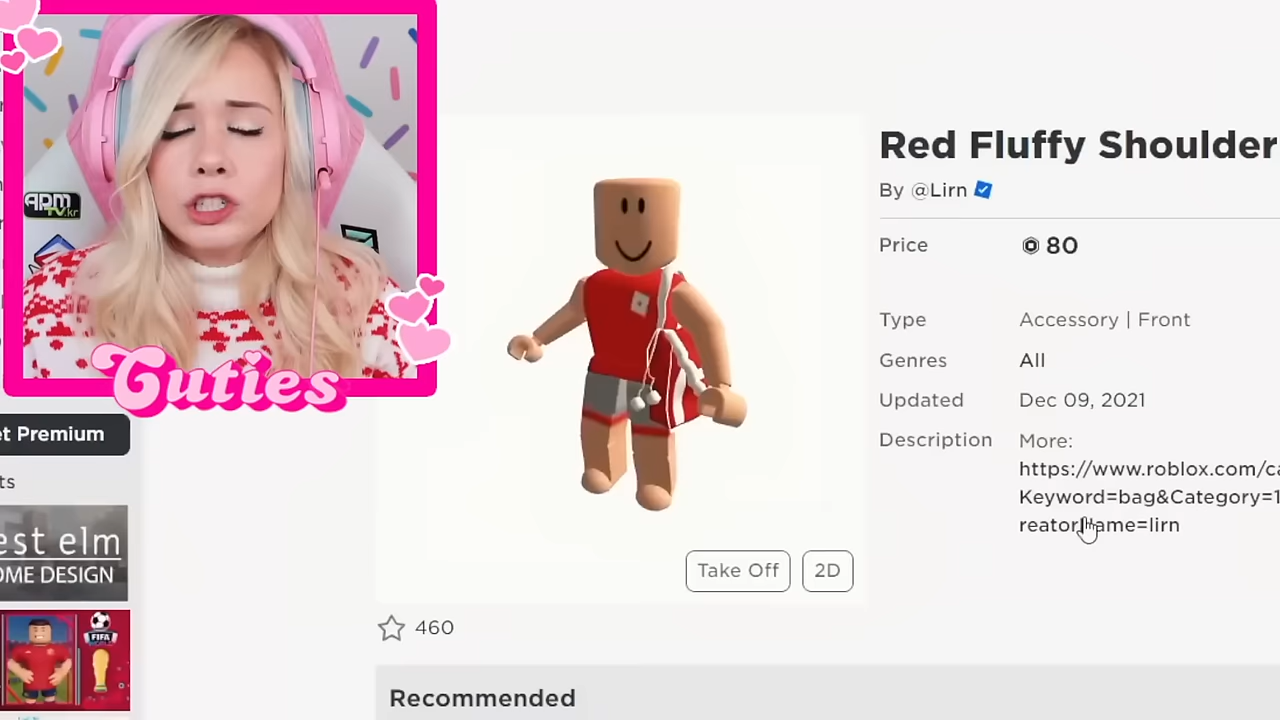 Red Fluffy Shoulder
By @Lirn
Price
80
Type
Accessory | Front
Genres
All
Updated
Dec 09, 2021
Description
More:
https://www.roblox.com/ca
Keyword=bag&Category=1
reatorName=lirn
Take Off
2D
460
Recommended
Cuties
et Premium
ts
est elm
OME DESIGN
FIFA
TV.kr